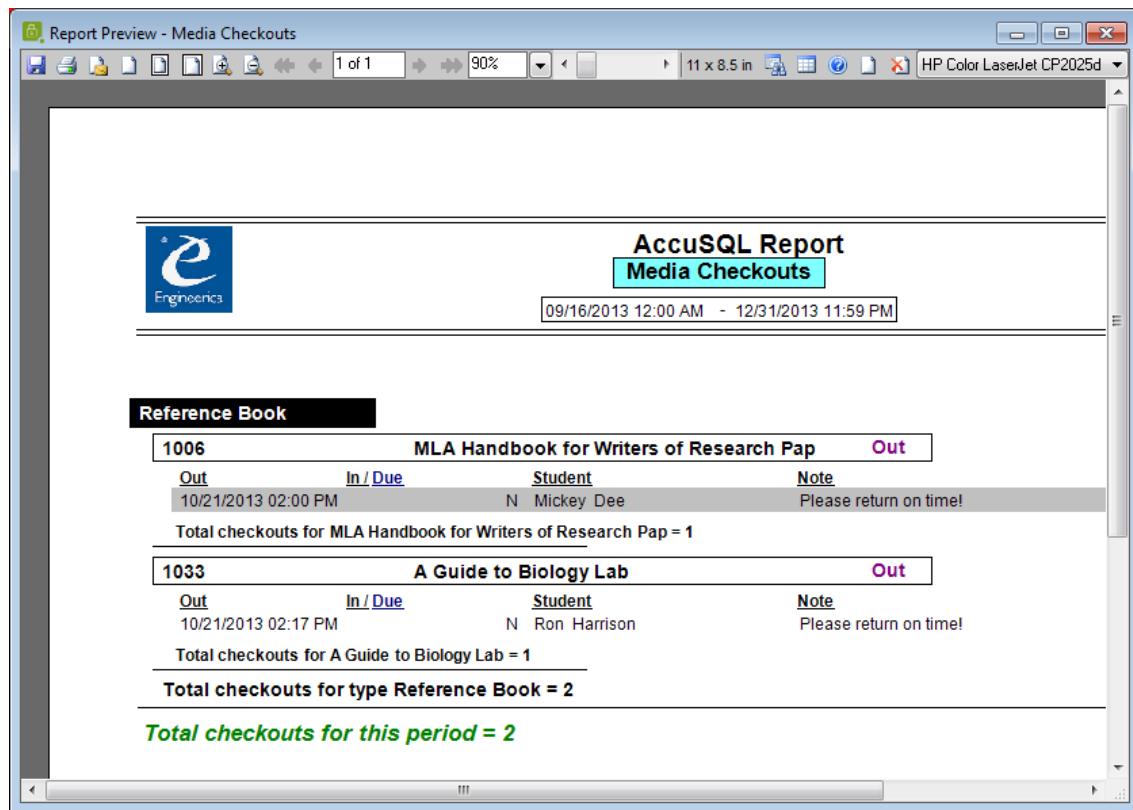 Report Preview - Media Checkouts
1 of 1 90% 11 x 8.5 in HP Color LaserJet CP2025d
e
Engineerica
AccuSQL Report
Media Checkouts
09/16/2013 12:00 AM - 12/31/2013 11:59 PM
Reference Book
1006 MLA Handbook for Writers of Research Pap Out
Out In / Due Student Note
10/21/2013 02:00 PM N Mickey Dee Please return on time!
Total checkouts for MLA Handbook for Writers of Research Pap = 1
1033 A Guide to Biology Lab Out
Out In / Due Student Note
10/21/2013 02:17 PM N Ron Harrison Please return on time!
Total checkouts for A Guide to Biology Lab = 1
Total checkouts for type Reference Book = 2
Total checkouts for this period = 2